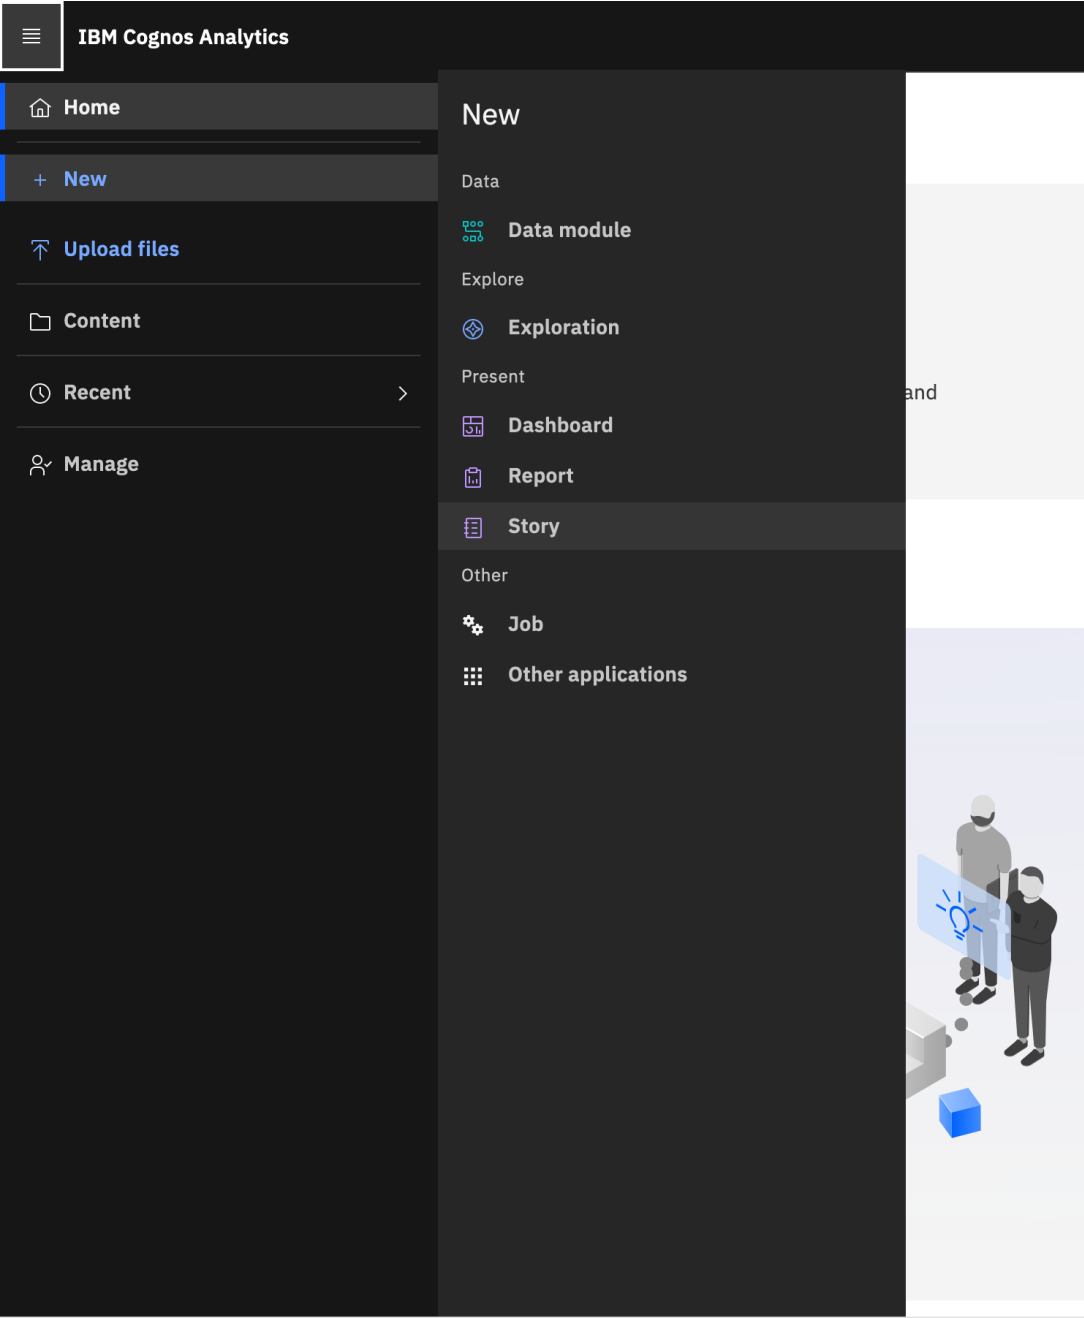 IBM Cognos Analytics
Home
New
Upload files
Content
Recent
Manage
New
Data
Data module
Explore
Exploration
Present
Dashboard
Report
Story
Other
Job
Other applications
and